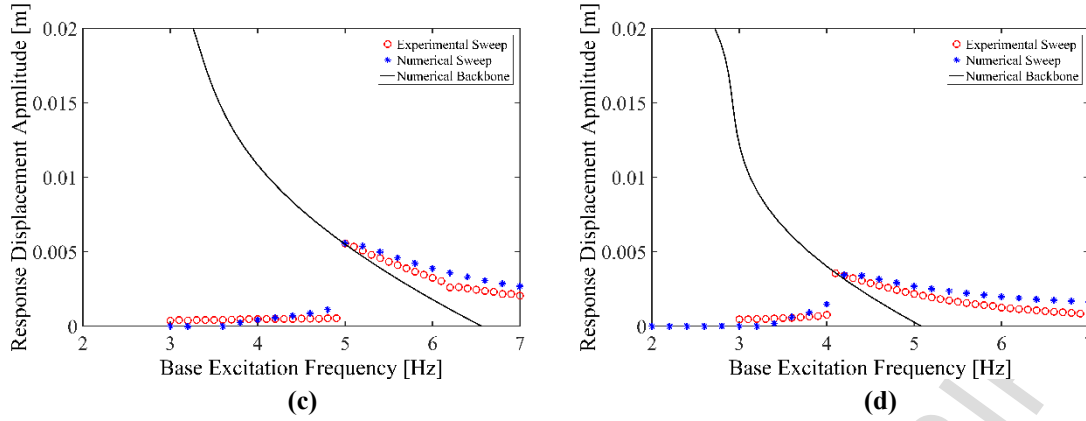 Response Displacement Apmlitude [m]
0.02
0.015
0.01
0.005
0
2
3
4
5
6
7
Base Excitation Frequency [Hz]
Experimental Sweep
Numerical Sweep
Numerical Backbone
(c)
Response Displacement Apmlitude [m]
0.02
0.015
0.01
0.005
0
2
3
4
5
6
7
Base Excitation Frequency [Hz]
Experimental Sweep
Numerical Sweep
Numerical Backbone
(d)